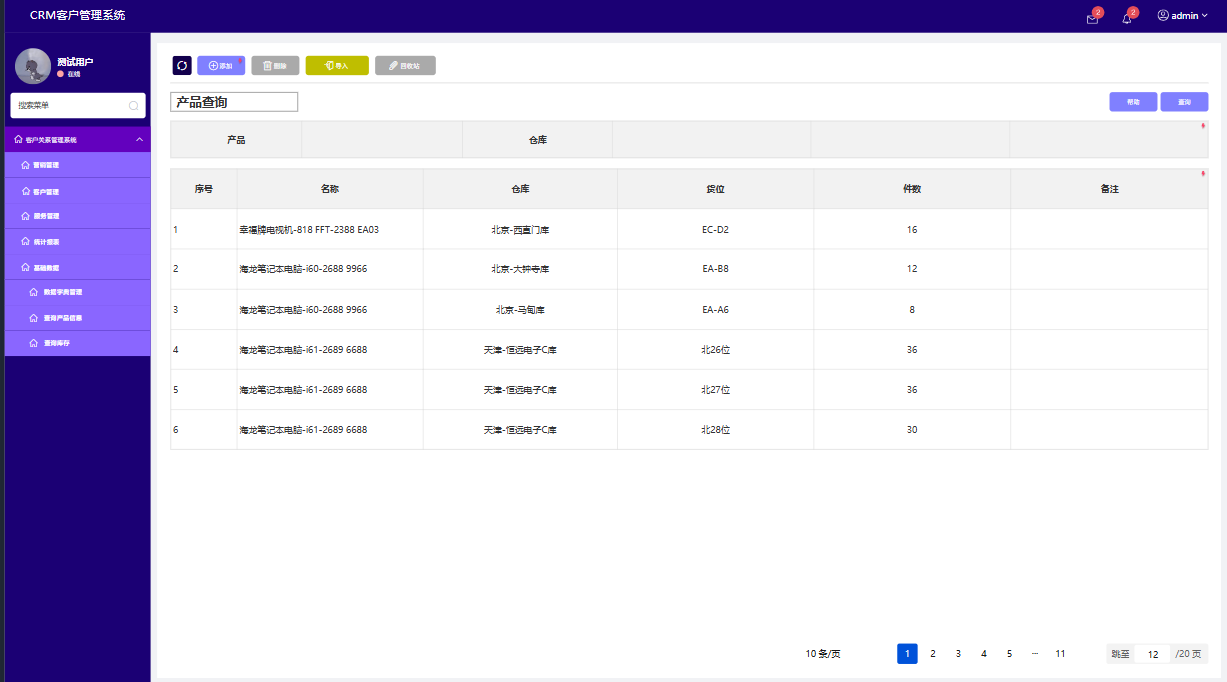 CRM客户管理系统
2
2
admin
测试用户
在线
搜索菜单
客户关系管理系统
营销管理
客户管理
服务管理
统计报表
基础数据
数据字典管理
查询产品信息
查询库存
添加
删除
导入
回收站
产品查询
帮助
查询
产品 仓库
序号 名称 仓库 货位 件数 备注
1 幸福牌电视机-818 FFT-2388 EA03 北京-西直门库 EC-D2 16
2 海龙笔记本电脑-i60-2688 9966 北京-大钟寺库 EA-B8 12
3 海龙笔记本电脑-i60-2688 9966 北京-马甸库 EA-A6 8
4 海龙笔记本电脑-i61-2689 6688 天津-恒远电子C库 北26位 36
5 海龙笔记本电脑-i61-2689 6688 天津-恒远电子C库 北27位 36
6 海龙笔记本电脑-i61-2689 6688 天津-恒远电子C库 北28位 30
10 条/页 1 2 3 4 5 ··· 11 跳至 12 /20 页